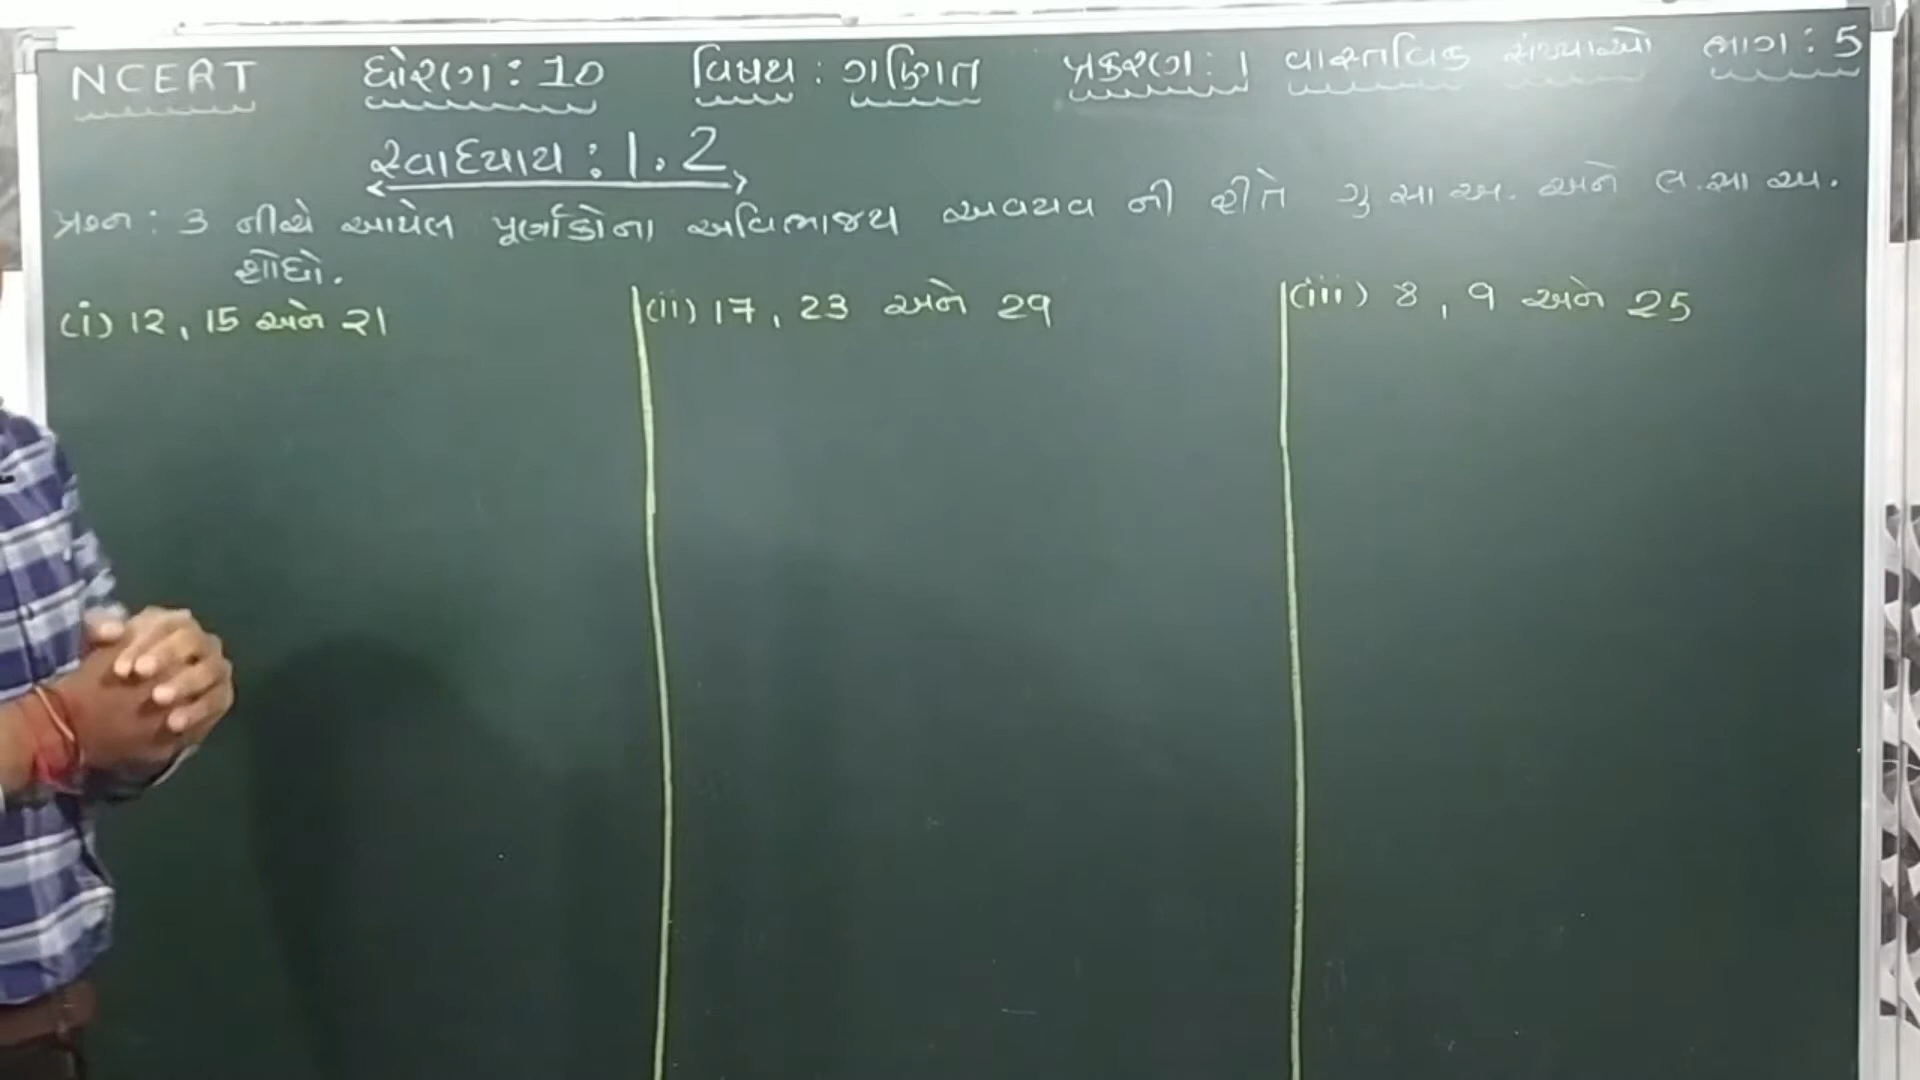 NCERT ધોરણ : 10 વિષય : ગણિત પ્રકરણ : 1 વાસ્તવિક સંખ્યાઓ ભાગ : 5
સ્વાધ્યાય : 1.2
પ્રશ્ન : 3 નીચે આપેલ પૂર્ણાંકોના અવિભાજ્ય અવયવ ની રીતે ગુ સા અ. અને લ.સા અ.
શોધો.
(i) 12, 15 અને 21
(ii) 17, 23 અને 29
(iii) 8, 9 અને 25